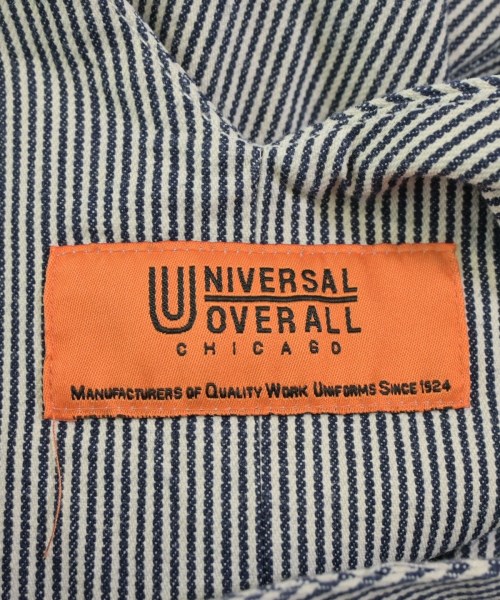 UNIVERSAL
OVERALL
CHICAGO
MANUFACTURERS OF QUALITY WORK UNIFORMS SINCE 1924